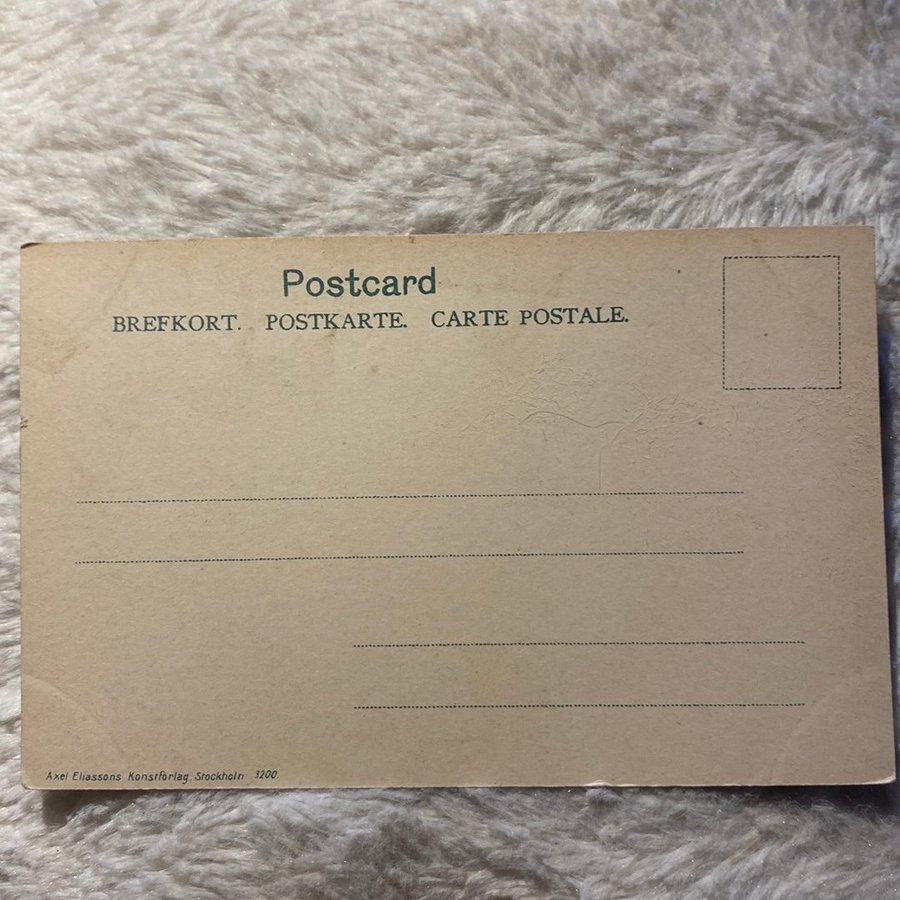 Postcard
BREFKORT. POSTKARTE. CARTE POSTALE.
Axel Eliassons Konstförlag, Stockholm 3200.